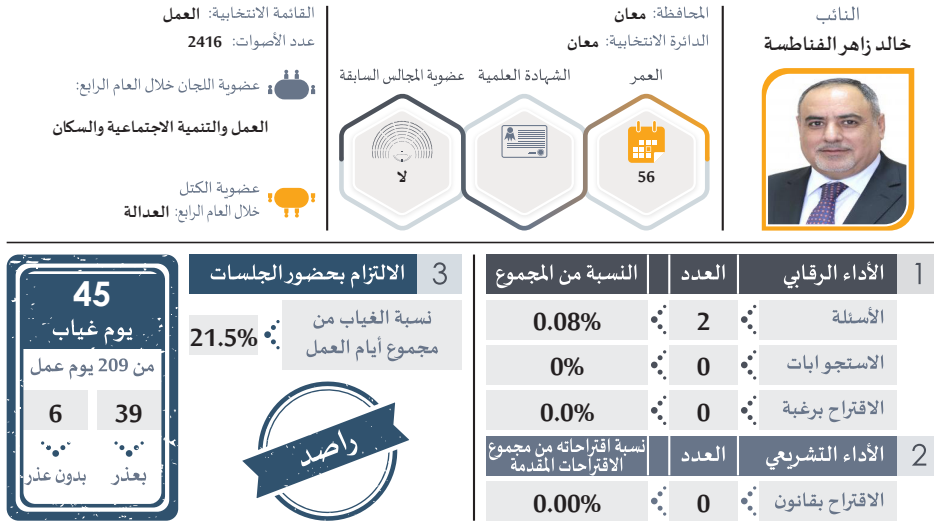 النائب
خالد زاهر الفناطسة
المحافظة: معان
الدائرة الانتخابية: معان
العمر
56
الشهادة العلمية
عضوية المجالس السابقة
لا
القائمة الانتخابية: العمل
عدد الأصوات: 2416
عضوية اللجان خلال العام الرابع:
العمل والتنمية الاجتماعية والسكان
عضوية الكتل
خلال العام الرابع: العدالة
1 الأداء الرقابي العدد النسبة من المجموع
الأسئلة 2 0.08%
الاستجوابات 0 0%
الاقتراح برغبة 0 0.0%
2 الأداء التشريعي العدد نسبة اقتراحاته من مجموع
الاقتراحات المقدمة
الاقتراح بقانون 0 0.00%
3 الالتزام بحضور الجلسات
نسبة الغياب من
مجموع أيام العمل
21.5%
راصد
45
يوم غياب
من 209 يوم عمل
39 6
بعذر بدون عذر